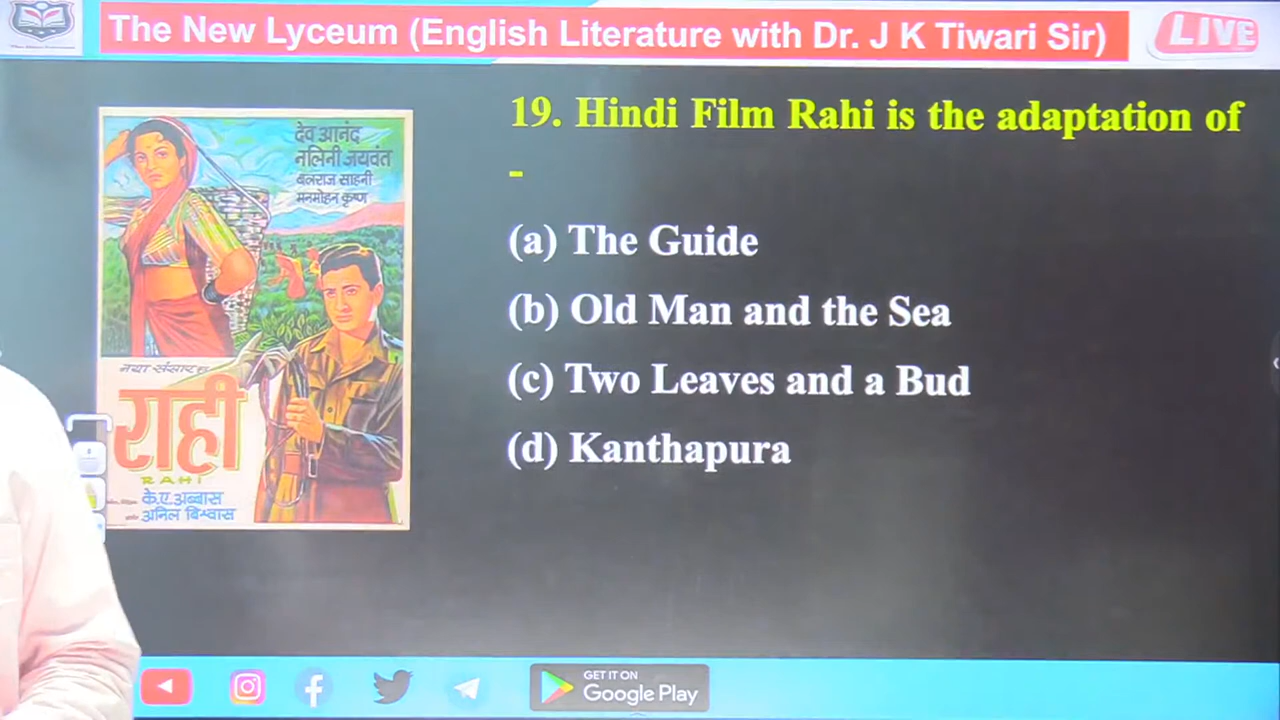 The New Lyceum (English Literature with Dr. J K Tiwari Sir)
LIVE
19. Hindi Film Rahi is the adaptation of
-
(a) The Guide
(b) Old Man and the Sea
(c) Two Leaves and a Bud
(d) Kanthapura
देव आनंद
नलिनी जयवंत
बलराज साहनी
मनमोहन कृष्ण
नया संसार
राही
RAHI
के.ए.अब्बास
अनिल बिश्वास
GET IT ON
Google Play